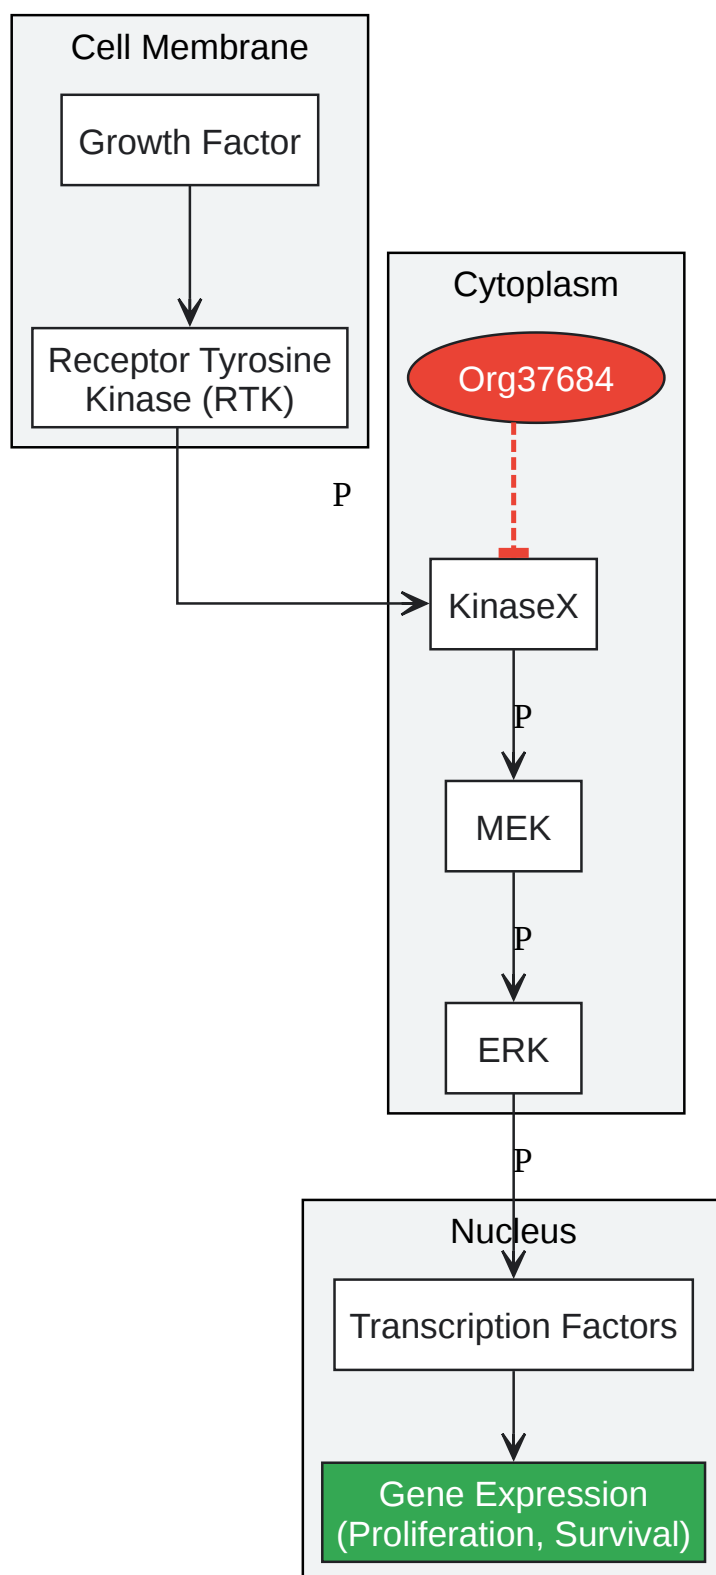 Cell Membrane
Growth Factor
Receptor Tyrosine
Kinase (RTK)
Cytoplasm
Org37684
P
KinaseX
P
MEK
P
ERK
P
Nucleus
Transcription Factors
Gene Expression
(Proliferation, Survival)